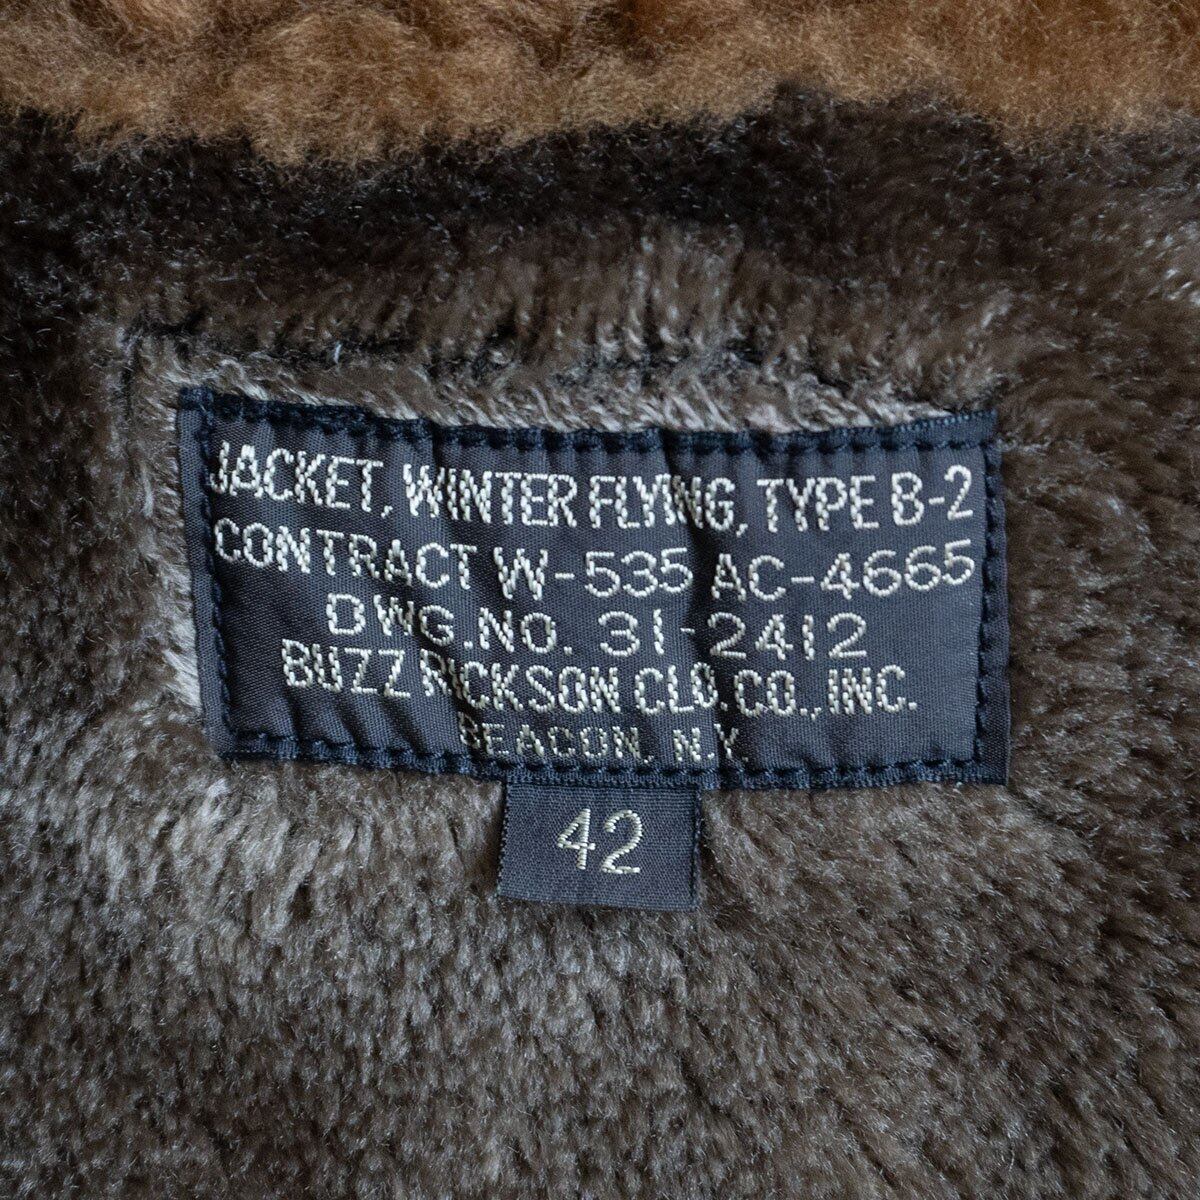 JACKET, WINTER FLYING, TYPE B-2
CONTRACT W-535 AC-4665
DWG.NO. 31-2412
BUZZ RICKSON CLO.CO.,INC.
BEACON, N.Y.
42